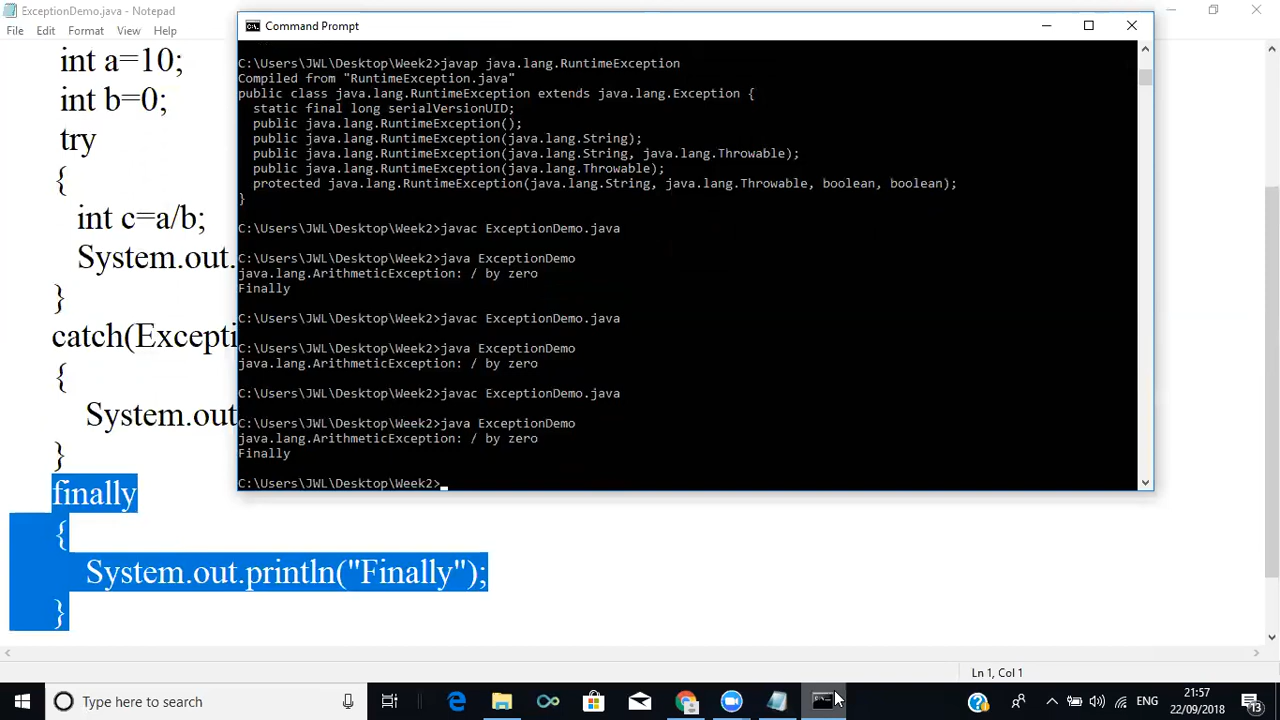 ExceptionDemo.java - Notepad
File Edit Format View Help
int a=10;
int b=0;
try
{
int c=a/b;
System.out.
}
catch(Excepti
{
System.out
}
finally
{
System.out.println("Finally");
}
Command Prompt
C:\Users\JWL\Desktop\Week2>javap java.lang.RuntimeException
Compiled from "RuntimeException.java"
public class java.lang.RuntimeException extends java.lang.Exception {
static final long serialVersionUID;
public java.lang.RuntimeException();
public java.lang.RuntimeException(java.lang.String);
public java.lang.RuntimeException(java.lang.String, java.lang.Throwable);
public java.lang.RuntimeException(java.lang.Throwable);
protected java.lang.RuntimeException(java.lang.String, java.lang.Throwable, boolean, boolean);
}
C:\Users\JWL\Desktop\Week2>javac ExceptionDemo.java
C:\Users\JWL\Desktop\Week2>java ExceptionDemo
java.lang.ArithmeticException: / by zero
Finally
C:\Users\JWL\Desktop\Week2>javac ExceptionDemo.java
C:\Users\JWL\Desktop\Week2>java ExceptionDemo
java.lang.ArithmeticException: / by zero
C:\Users\JWL\Desktop\Week2>javac ExceptionDemo.java
C:\Users\JWL\Desktop\Week2>java ExceptionDemo
java.lang.ArithmeticException: / by zero
Finally
C:\Users\JWL\Desktop\Week2>
Ln 1, Col 1
Type here to search
ENG
21:57
22/09/2018
13